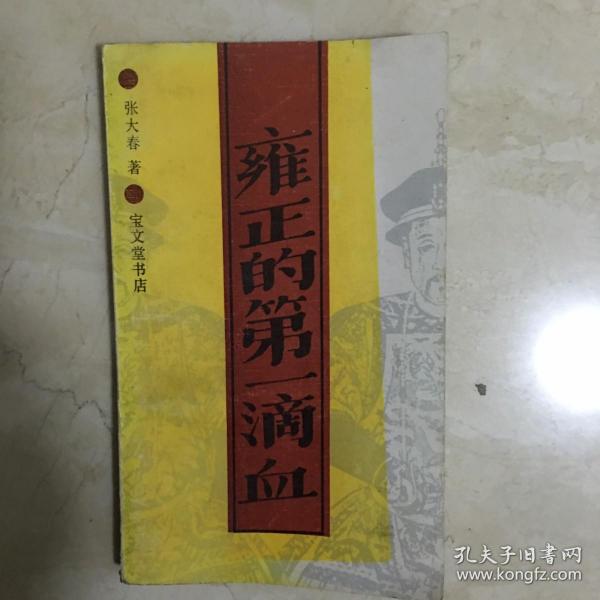 张大春 著
宝文堂书店
雍正的第一滴血
孔夫子旧书网
www.kongfz.com